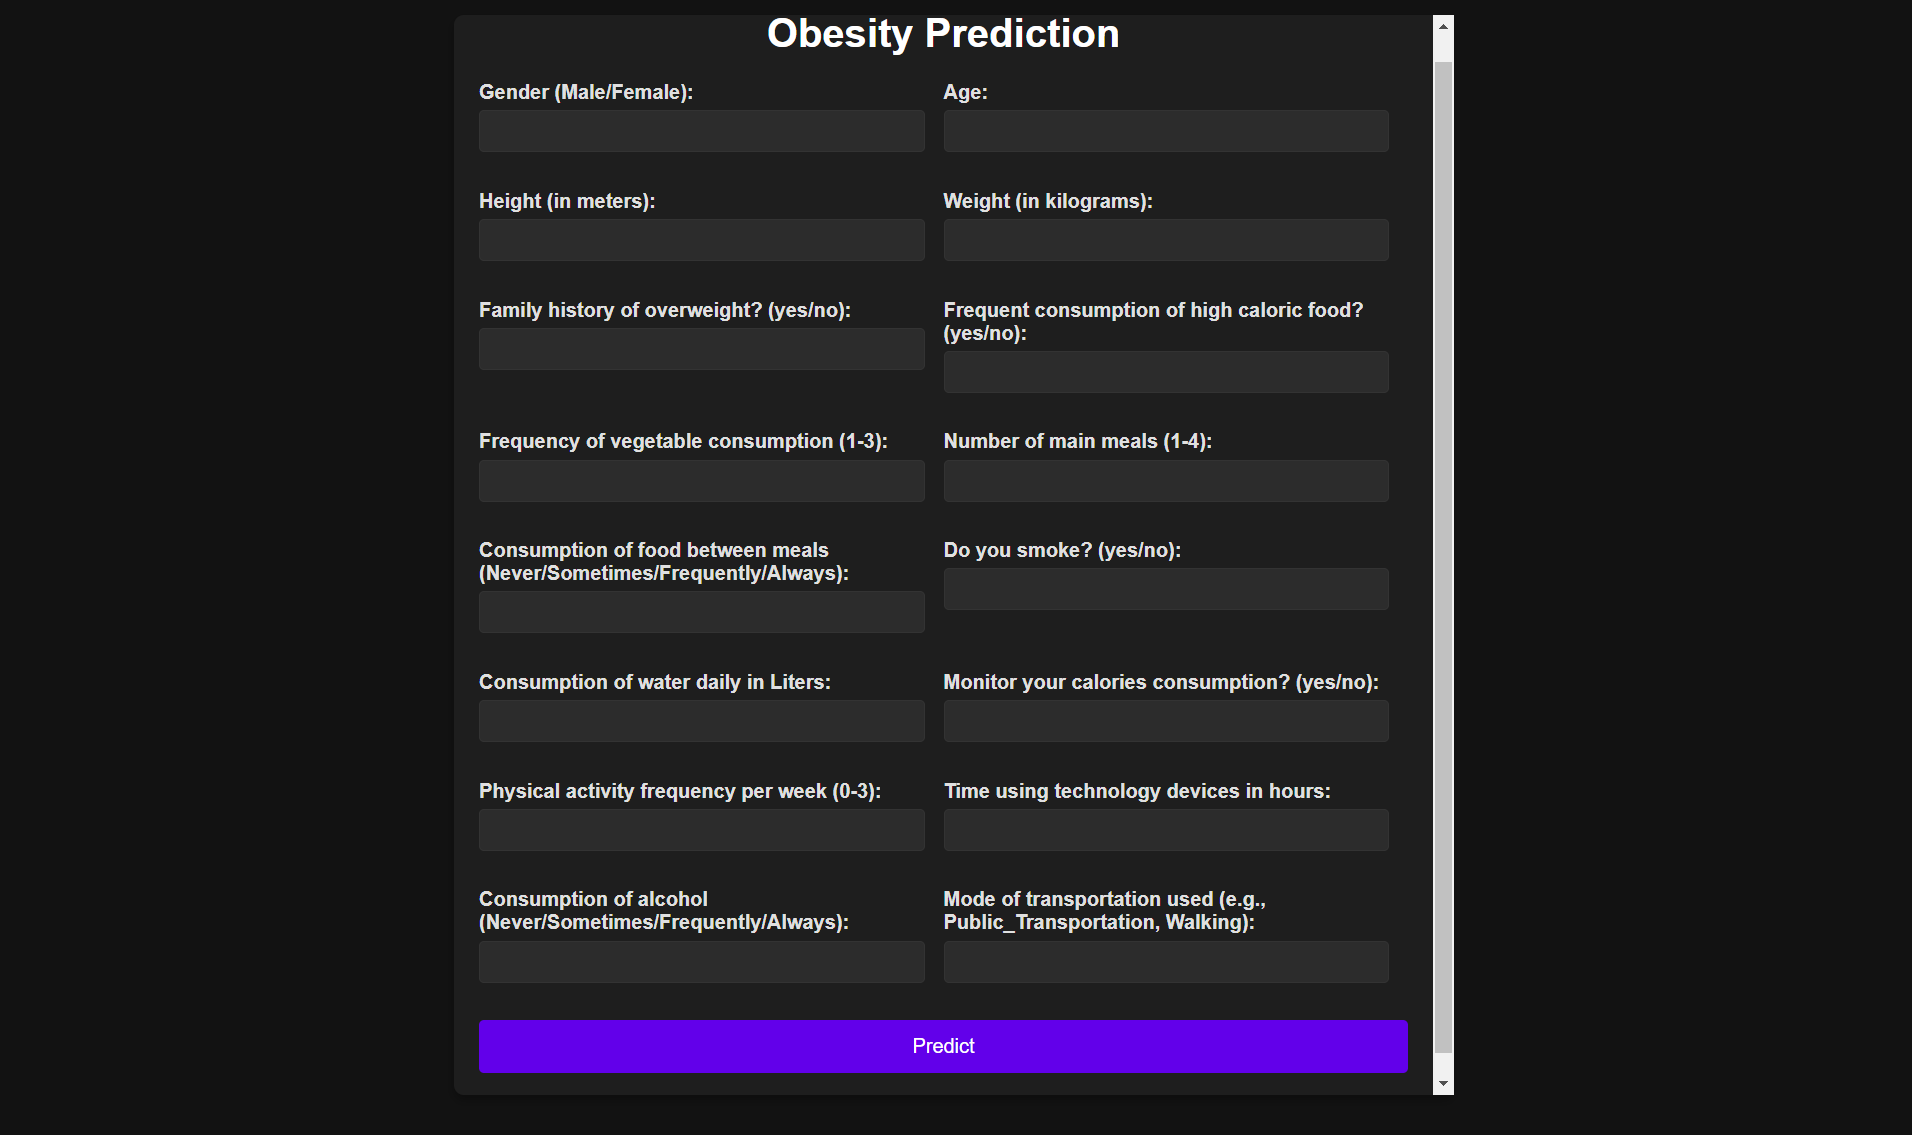 Obesity Prediction
Gender (Male/Female):
Age:
Height (in meters):
Weight (in kilograms):
Family history of overweight? (yes/no):
Frequent consumption of high caloric food?
(yes/no):
Frequency of vegetable consumption (1-3):
Number of main meals (1-4):
Consumption of food between meals
(Never/Sometimes/Frequently/Always):
Do you smoke? (yes/no):
Consumption of water daily in Liters:
Monitor your calories consumption? (yes/no):
Physical activity frequency per week (0-3):
Time using technology devices in hours:
Consumption of alcohol
(Never/Sometimes/Frequently/Always):
Mode of transportation used (e.g.,
Public_Transportation, Walking):
Predict